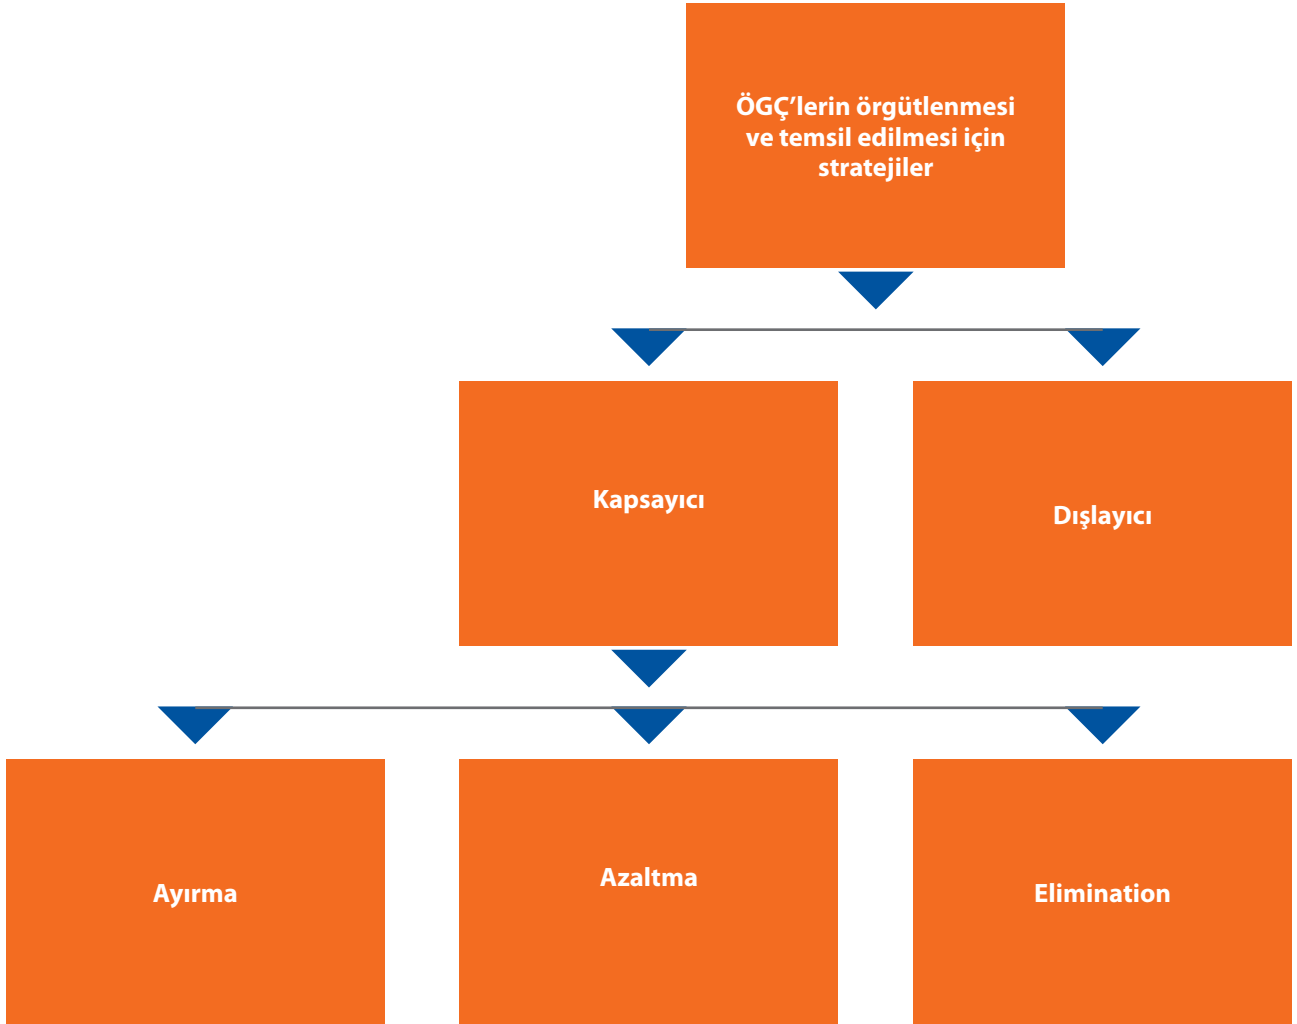 ÖGÇ’lerin örgütlenmesi
ve temsil edilmesi için
stratejiler
Kapsayıcı
Dışlayıcı
Ayırma
Azaltma
Elimination